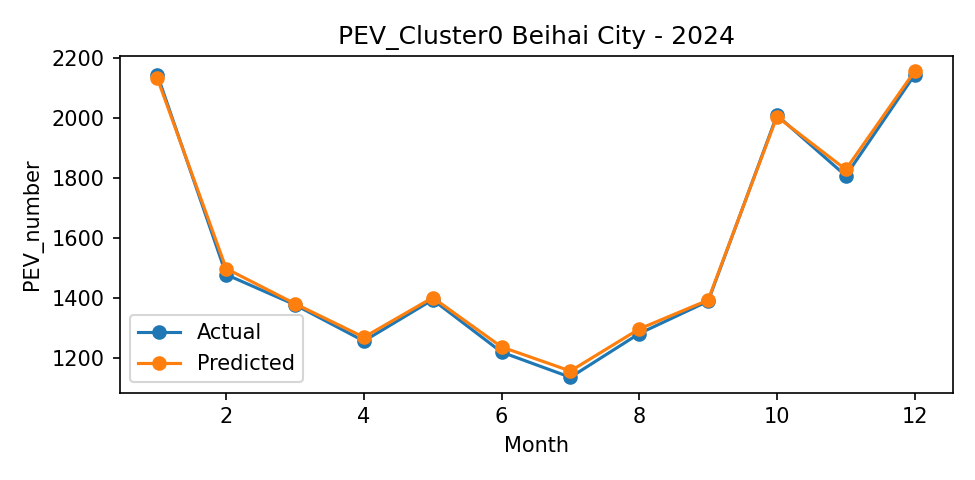 PEV_Cluster0 Beihai City - 2024
PEV_number
2200
2000
1800
1600
1400
1200
Actual
Predicted
2 4 6 8 10 12
Month